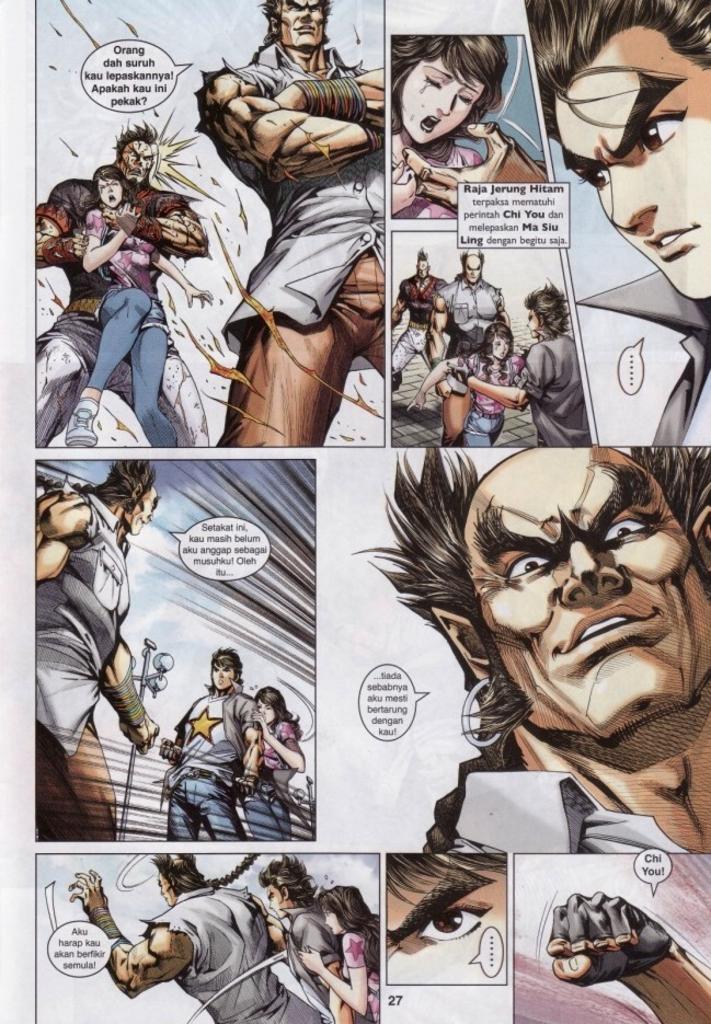 Orang
dah suruh
kau lepaskannya!
Apakah kau ini
pekak?
Raja Jerung Hitam
terpaksa mematuhi
perintah Chi You dan
melepaskan Ma Siu
Ling dengan begitu saja.
......
Setakat ini,
kau masih belum
aku anggap sebagai
musuhku! Oleh
itu...
...tiada
sebabnya
aku mesti
bertarung
dengan
kau!
Aku
harap kau
akan berfikir
semula!
......
Chi
You!
27